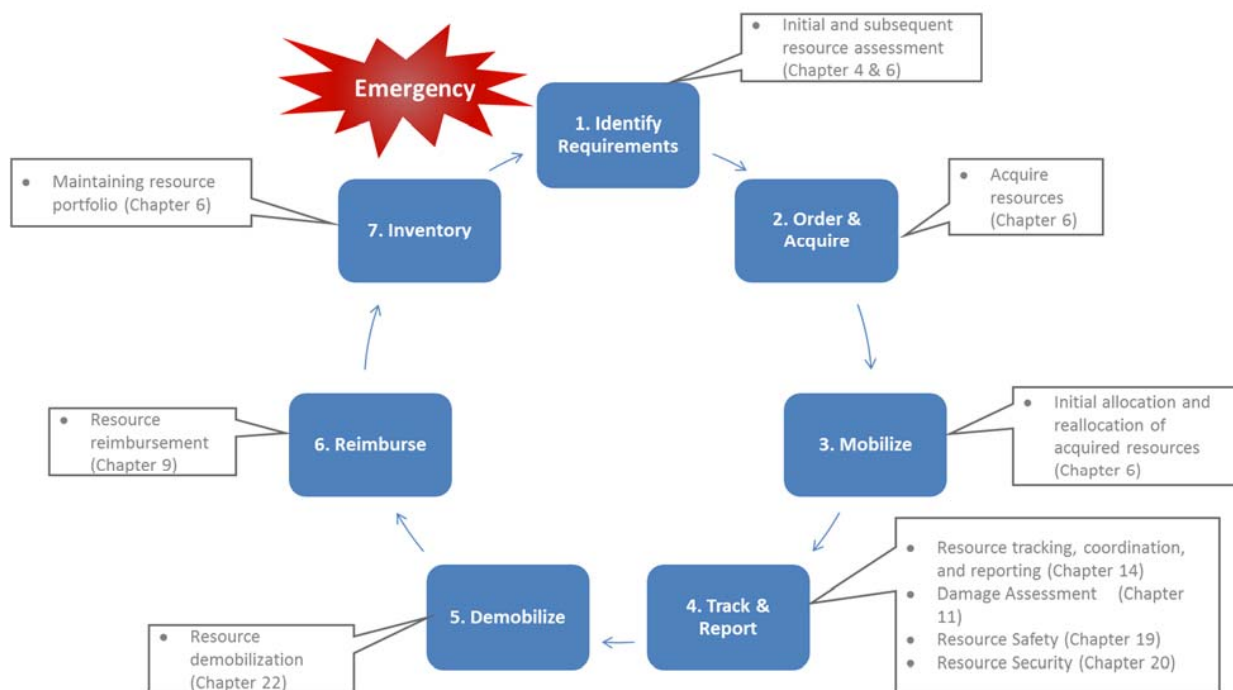 Emergency
1. Identify
Requirements
● Initial and subsequent
resource assessment
(Chapter 4 & 6)
2. Order &
Acquire
● Acquire
resources
(Chapter 6)
3. Mobilize
● Initial allocation and
reallocation of
acquired resources
(Chapter 6)
4. Track &
Report
● Resource tracking, coordination,
and reporting (Chapter 14)
● Damage Assessment (Chapter
11)
● Resource Safety (Chapter 19)
● Resource Security (Chapter 20)
5. Demobilize
● Resource
demobilization
(Chapter 22)
6. Reimburse
● Resource
reimbursement
(Chapter 9)
7. Inventory
● Maintaining resource
portfolio (Chapter 6)